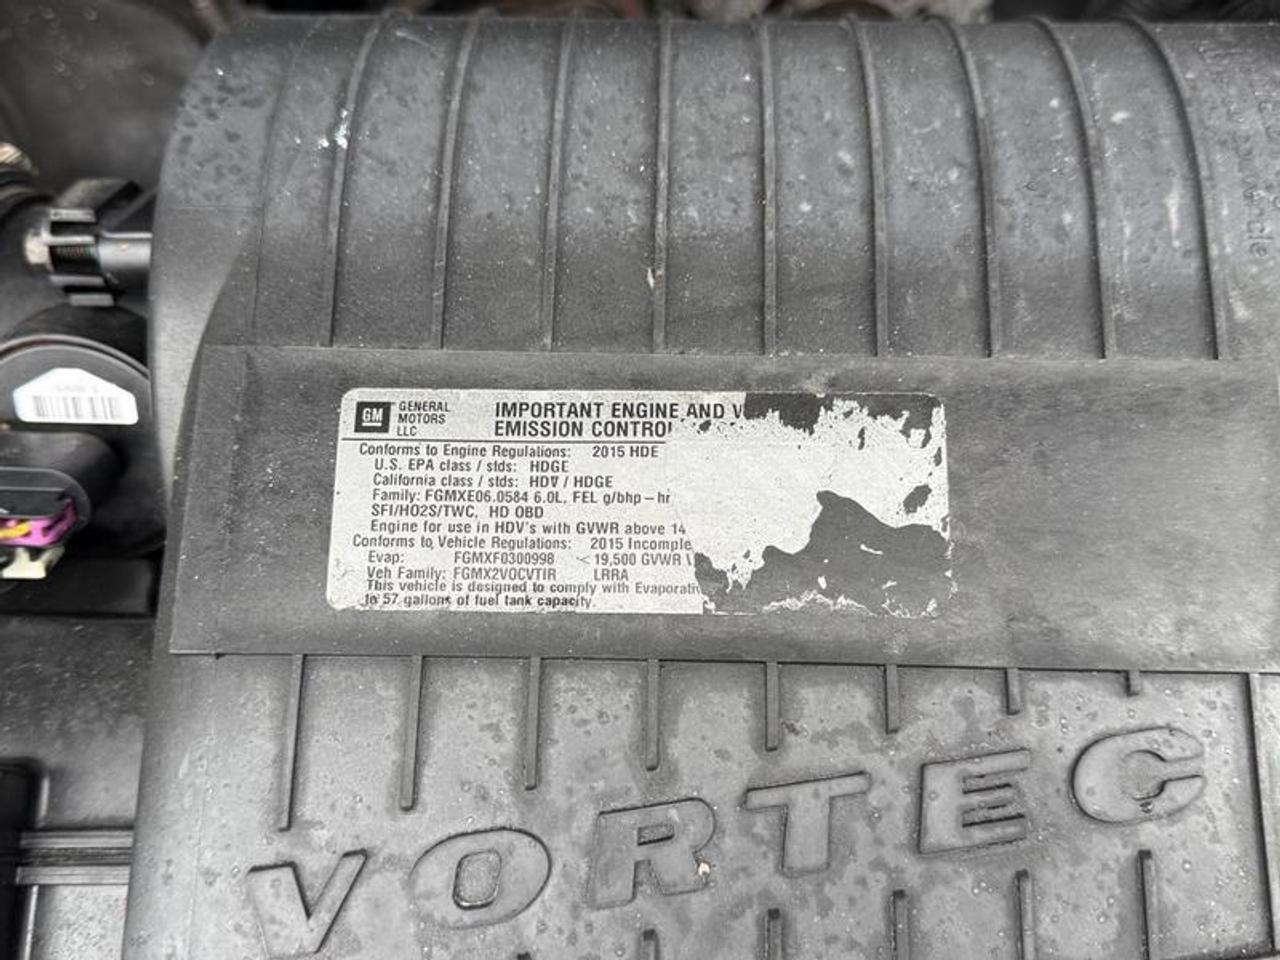 GM GENERAL MOTORS LLC
IMPORTANT ENGINE AND V
EMISSION CONTROL
Conforms to Engine Regulations: 2015 HDE
U.S. EPA class / stds: HDGE
California class / stds: HDV / HDGE
Family: FGMXE06.0584 6.0L, FEL g/bhp-hr
SFI/HO2S/TWC, HD OBD
Engine for use in HDV's with GVWR above 14
Conforms to Vehicle Regulations: 2015 Incomple
Evap: FGMXF0300998 <19,500 GVWR
Veh Family: FGMX2VOCVTIR LRRA
This vehicle is designed to comply with Evaporati
to 57 gallons of fuel tank capacity.
VORTEC